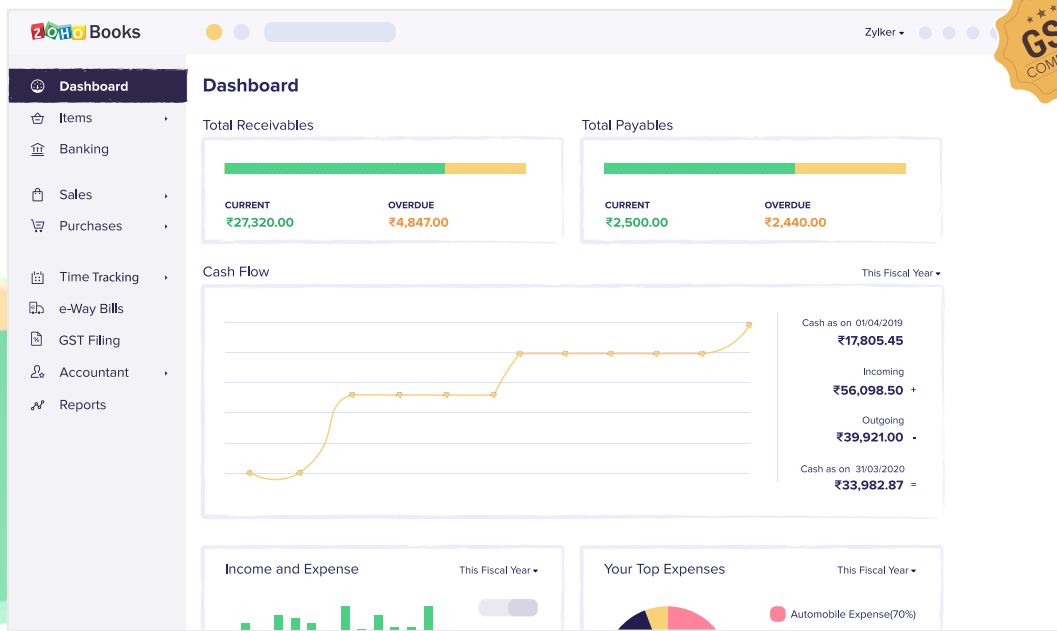 ZOHO Books
Zylker
Dashboard
Items
Banking
Sales
Purchases
Time Tracking
e-Way Bills
GST Filing
Accountant
Reports
Dashboard
Total Receivables
CURRENT
OVERDUE
₹27,320.00
₹4,847.00
Total Payables
CURRENT
OVERDUE
₹2,500.00
₹2,440.00
Cash Flow
This Fiscal Year
Cash as on 01/04/2019
₹17,805.45
Incoming
₹56,098.50 +
Outgoing
₹39,921.00 -
Cash as on 31/03/2020
₹33,982.87 =
Income and Expense
This Fiscal Year
Your Top Expenses
This Fiscal Year
Automobile Expense(70%)